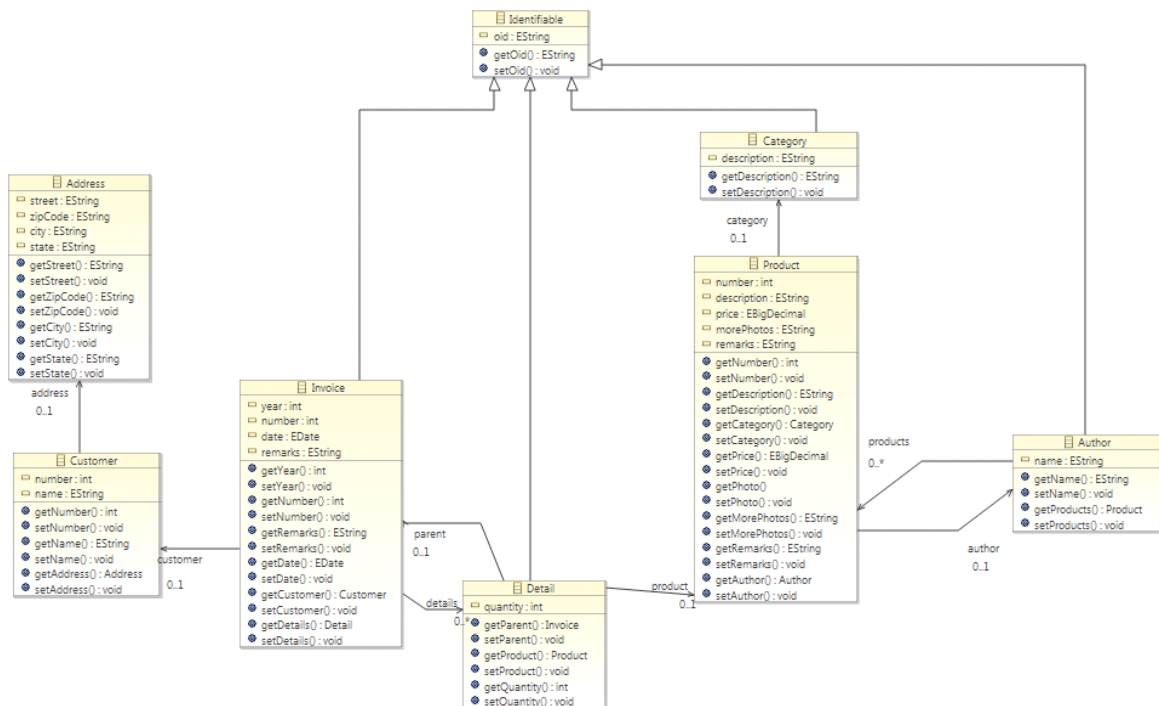 Identifiable
oid : EString
getOid() : EString
setOid() : void
Category
description : EString
getDescription() : EString
setDescription() : void
category
0..1
Address
street : EString
zipCode : EString
city : EString
state : EString
getStreet() : EString
setStreet() : void
getZipCode() : EString
setZipCode() : void
getCity() : EString
setCity() : void
getState() : EString
setState() : void
address
0..1
Product
number : int
description : EString
price : EBigDecimal
morePhotos : EString
remarks : EString
getNumber() : int
setNumber() : void
getDescription() : EString
setDescription() : void
getCategory() : Category
setCategory() : void
getPrice() : EBigDecimal
setPrice() : void
getPhoto()
setPhoto() : void
getMorePhotos() : EString
setMorePhotos() : void
getRemarks() : EString
setRemarks() : void
getAuthor() : Author
setAuthor() : void
Invoice
year : int
number : int
date : EDate
remarks : EString
getYear() : int
setYear() : void
getNumber() : int
setNumber() : void
getRemarks() : EString
setRemarks() : void
getDate() : EDate
setDate() : void
getCustomer() : Customer
setCustomer() : void
getDetails() : Detail
setDetails() : void
Customer
number : int
name : EString
getNumber() : int
setNumber() : void
getName() : EString
setName() : void
getAddress() : Address
setAddress() : void
customer
0..1
products
0..*
Author
name : EString
getName() : EString
setName() : void
getProducts() : Product
setProducts() : void
author
0..1
parent
0..1
details
0..*
product
0..1
Detail
quantity : int
getParent() : Invoice
setParent() : void
getProduct() : Product
setProduct() : void
getQuantity() : int
setQuantity() : void